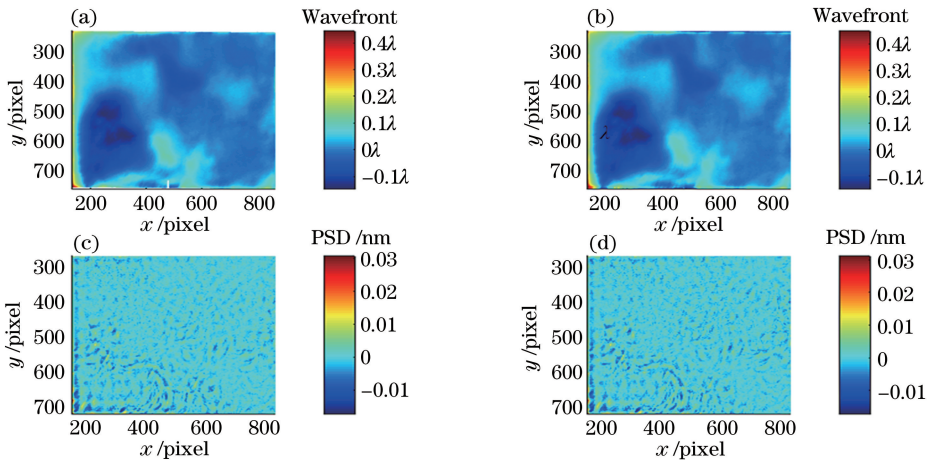 (a)
Wavefront
300
400
500
600
700
y/pixel
200
400
600
800
x/pixel
0.4λ
0.3λ
0.2λ
0.1λ
0λ
−0.1λ
(b)
Wavefront
300
400
500
600
700
y/pixel
λ
200
400
600
800
x/pixel
0.4λ
0.3λ
0.2λ
0.1λ
0λ
−0.1λ
(c)
PSD /nm
300
400
500
600
700
y/pixel
200
400
600
800
x/pixel
0.03
0.02
0.01
0
−0.01
(d)
PSD /nm
300
400
500
600
700
y/pixel
200
400
600
800
x/pixel
0.03
0.02
0.01
0
−0.01